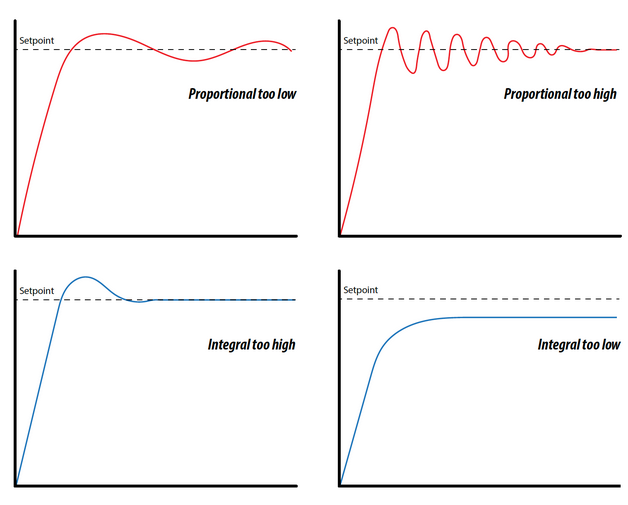 Setpoint
Proportional too low
Setpoint
Proportional too high
Setpoint
Integral too high
Setpoint
Integral too low